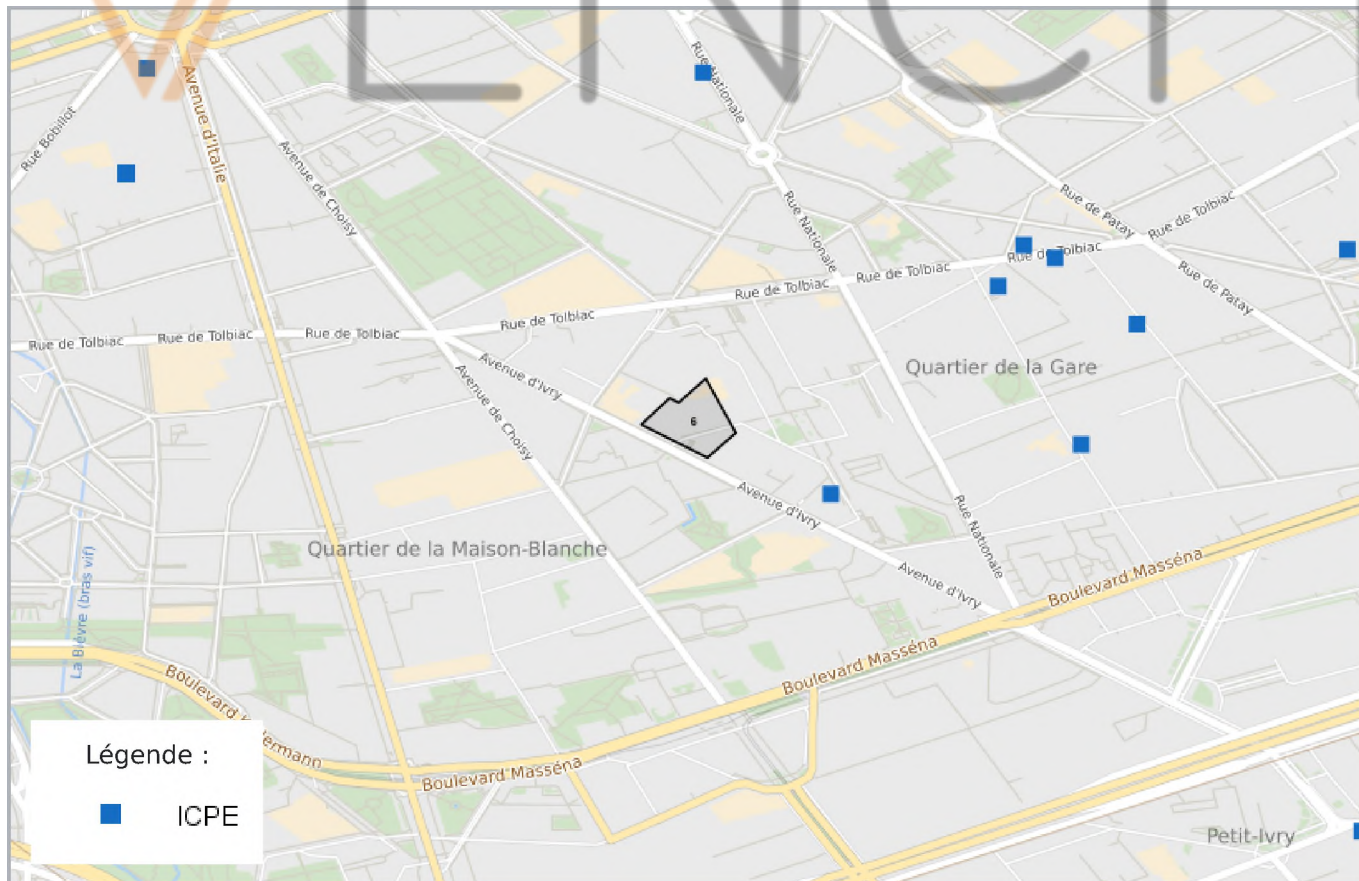 Rue Nationale
Rue Bobillot
Avenue d'Italie
Avenue de Choisy
Rue Nationale
Rue de Patay
Rue de Tolbiac
Rue de Tolbiac
Rue de Tolbiac
Rue de Patay
Rue de Tolbiac
Rue de Tolbiac
Rue de Tolbiac
Rue de Tolbiac
Rue de Tolbiac
Avenue d'Ivry
Avenue de Choisy
Quartier de la Gare
6
Avenue d'Ivry
Rue Nationale
Quartier de la Maison-Blanche
La Bièvre (bras vif)
Avenue d'Ivry
Boulevard Masséna
Boulevard Masséna
Boulevard
Boulevard Masséna
Légende :
ICPE
Petit-Ivry